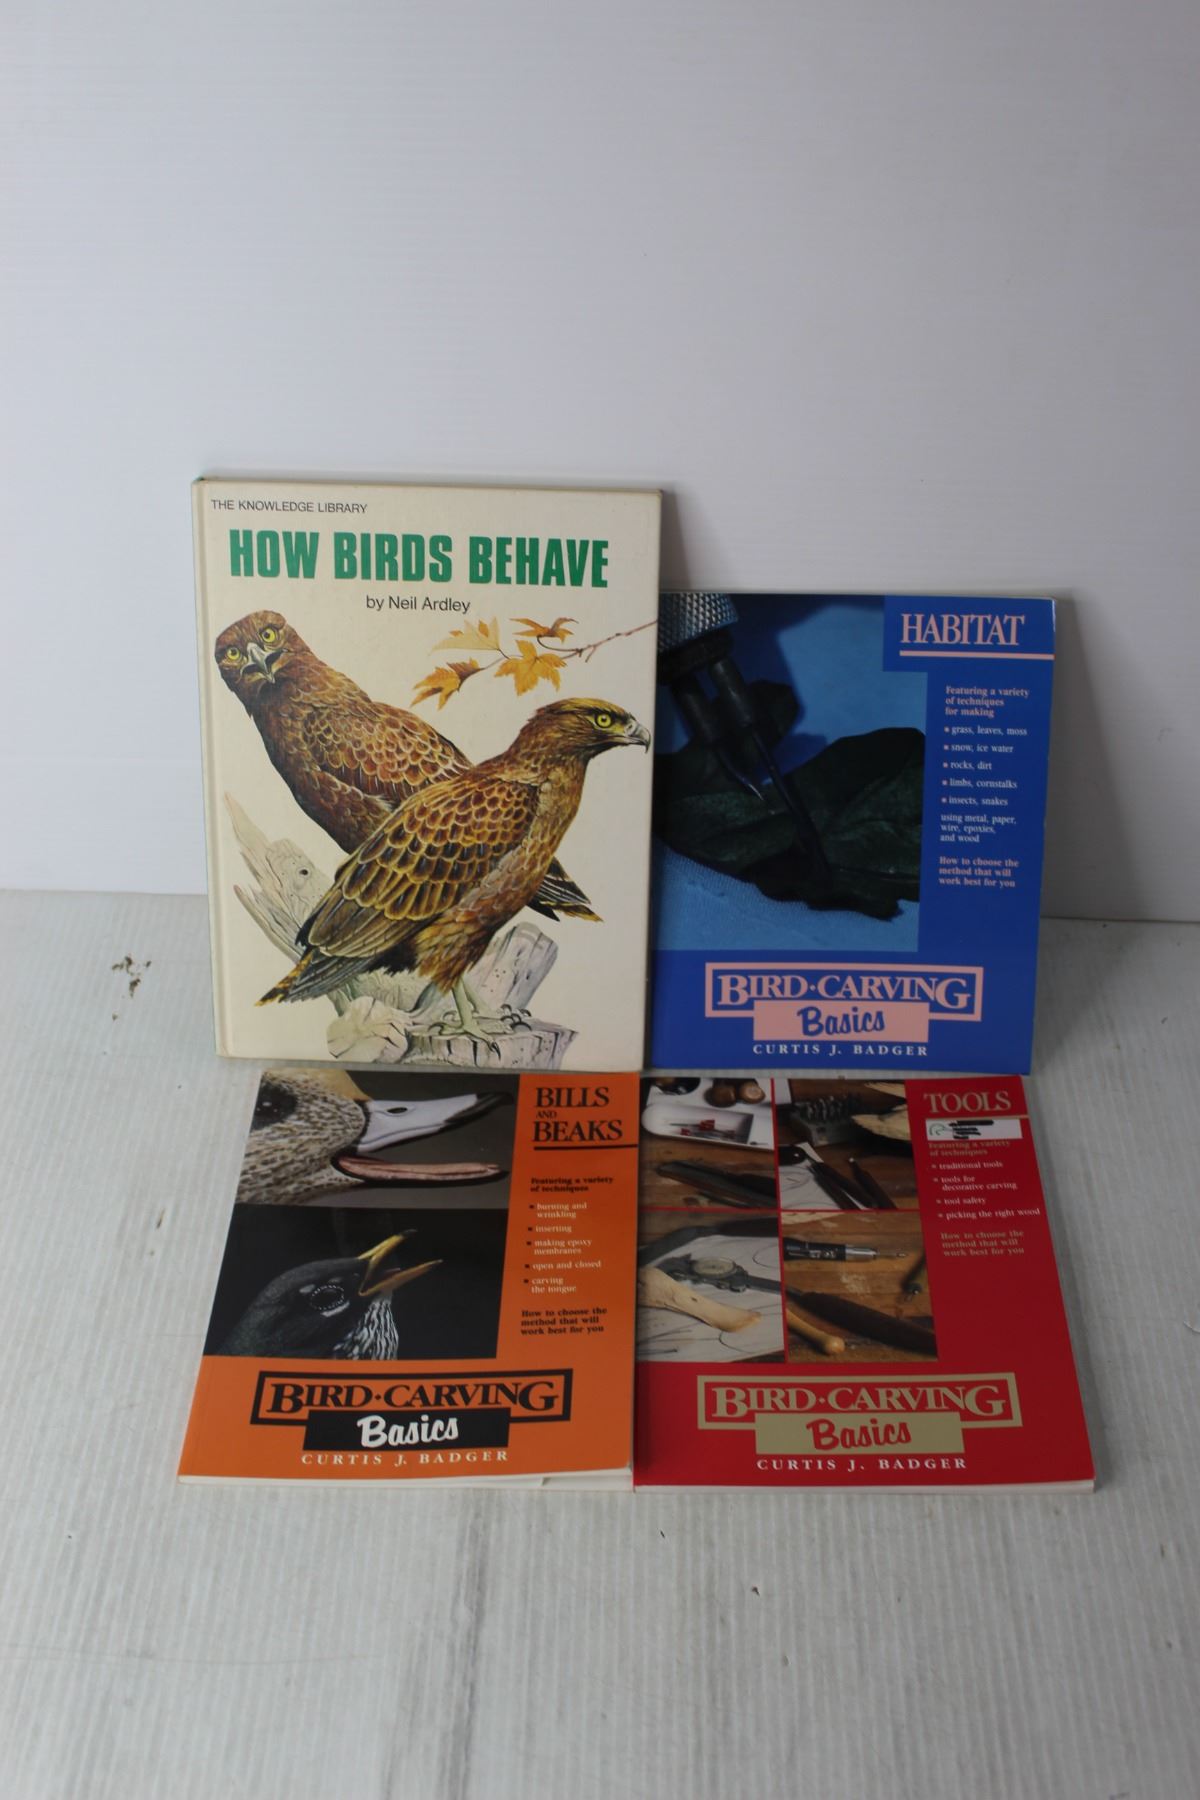 THE KNOWLEDGE LIBRARY
HOW BIRDS BEHAVE
by Neil Ardley
HABITAT
Featuring a variety
of techniques
for making
▪ grass, leaves, moss
▪ snow, ice water
▪ rocks, dirt
▪ limbs, cornstalks
▪ insects, snakes
using metal, paper,
wire, epoxies,
and wood
How to choose the
method that will
work best for you
BIRD·CARVING
Basics
CURTIS J. BADGER
BILLS
AND
BEAKS
Featuring a variety
of techniques
▪ burning and
wrinkling
▪ inserting
▪ making epoxy
membranes
▪ open and closed
▪ carving
the tongue
How to choose the
method that will
work best for you
BIRD·CARVING
Basics
CURTIS J. BADGER
TOOLS
Featuring a variety
of techniques
▪ traditional tools
▪ tools for
decorative carving
▪ tool safety
▪ picking the right wood
How to choose the
method that will
work best for you
BIRD·CARVING
Basics
CURTIS J. BADGER